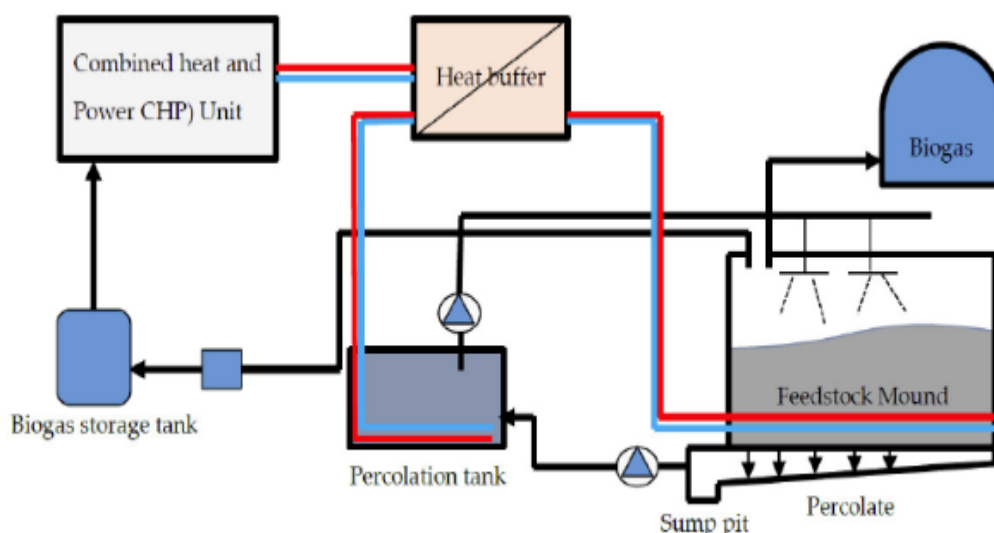 Combined heat and
Power CHP) Unit
Heat buffer
Biogas
Feedstock Mound
Biogas storage tank
Percolation tank
Percolate
Sump pit